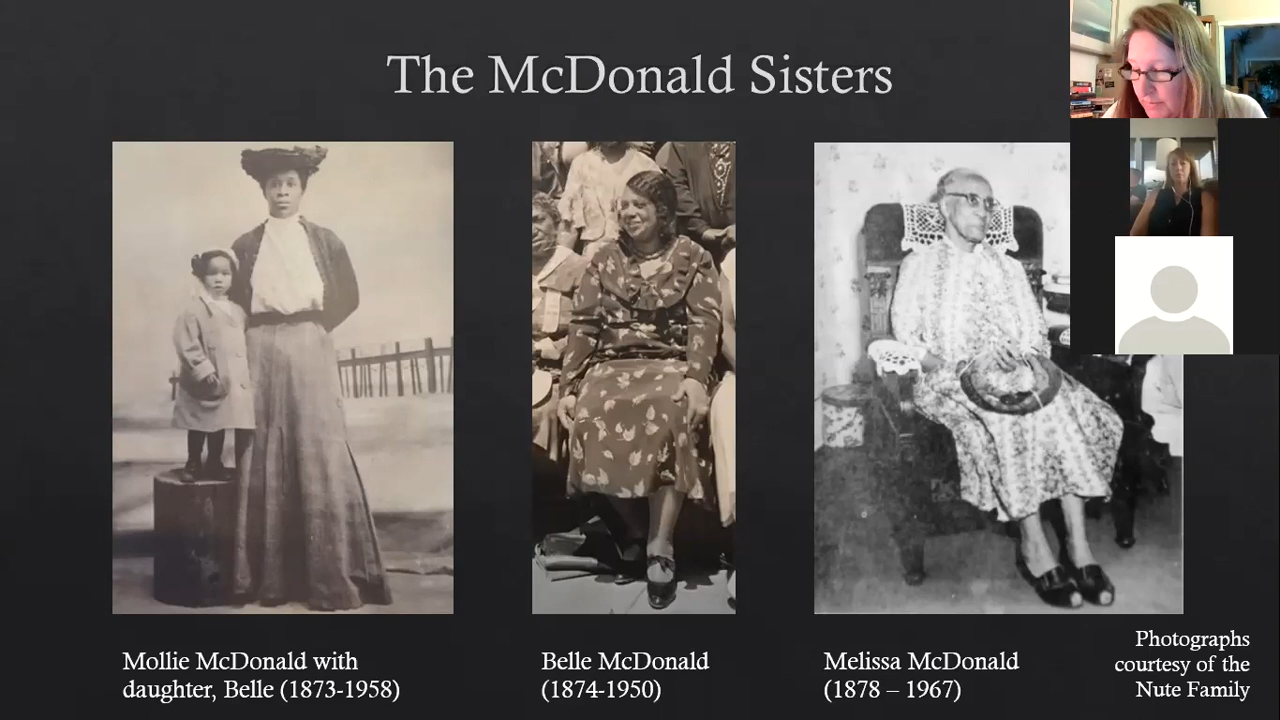 The McDonald Sisters
Mollie McDonald with
daughter, Belle (1873-1958)
Belle McDonald
(1874-1950)
Melissa McDonald
(1878 – 1967)
Photographs
courtesy of the
Nute Family